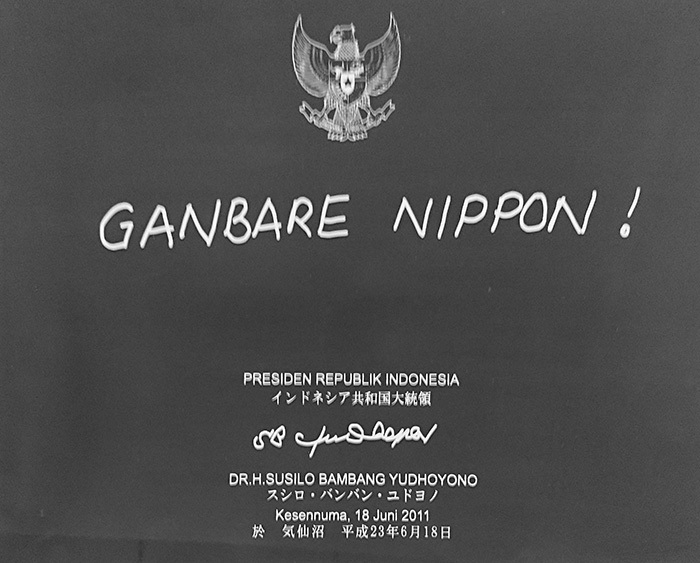 GANBARE NIPPON !
PRESIDEN REPUBLIK INDONESIA
インドネシア共和国大統領
DR.H.SUSILO BAMBANG YUDHOYONO
スシロ・バンバン・ユドヨノ
Kesennuma, 18 Juni 2011
於 気仙沼 平成23年6月18日